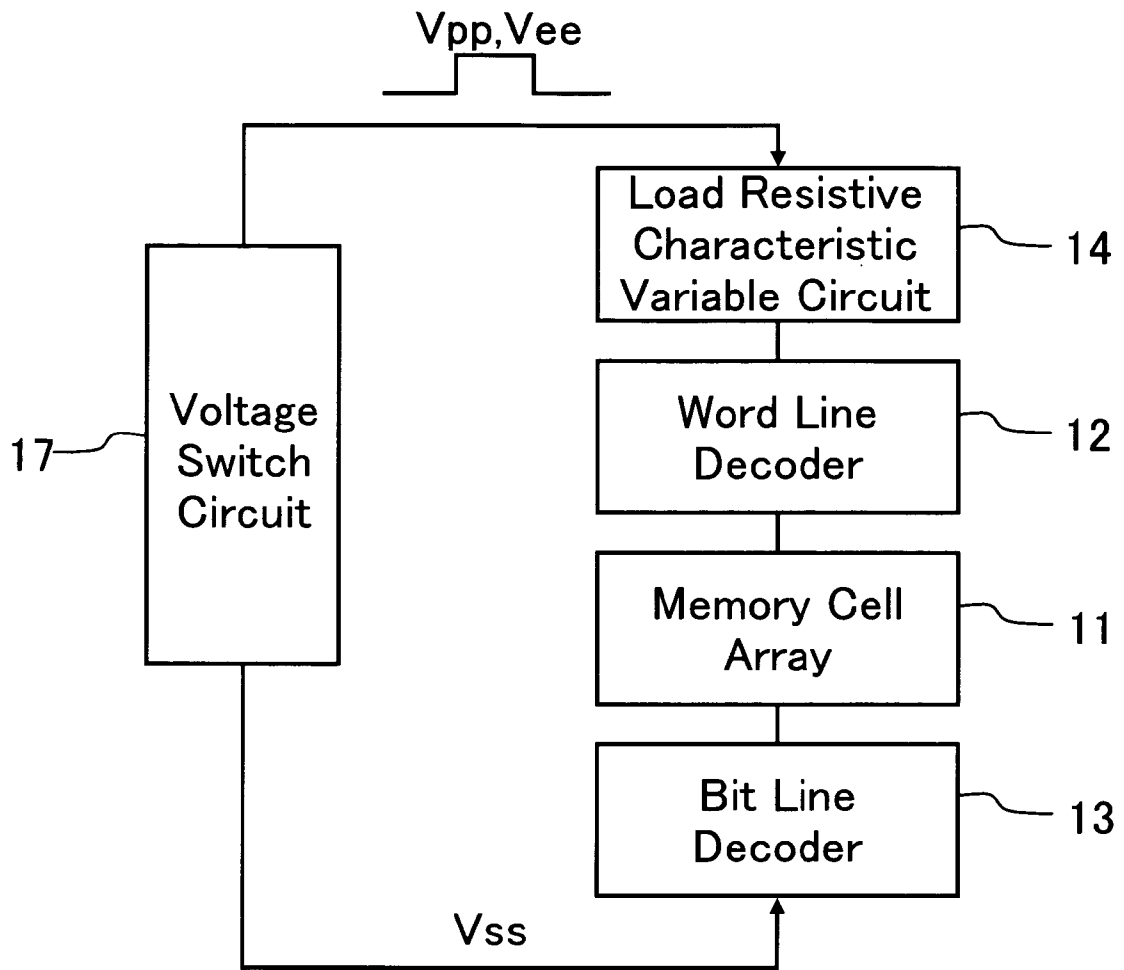 Vpp,Vee
Load Resistive
Characteristic
Variable Circuit
14
Voltage
Switch
Circuit
17
Word Line
Decoder
12
Memory Cell
Array
11
Bit Line
Decoder
13
Vss